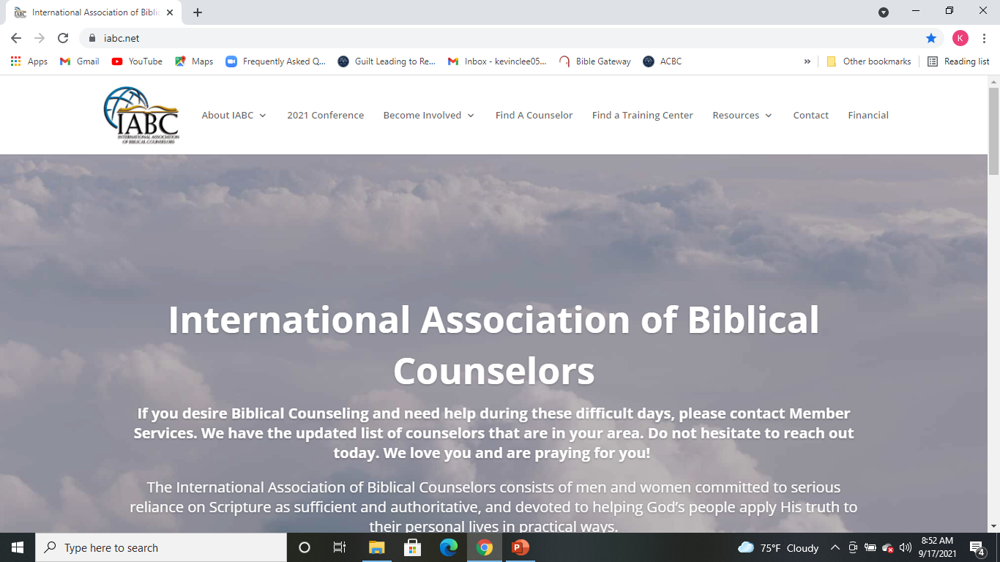 International Association of Biblic
iabc.net
K
Apps Gmail YouTube Maps Frequently Asked Q... Guilt Leading to Re... Inbox - kevinclee05... Bible Gateway ACBC » Other bookmarks Reading list
IABC
INTERNATIONAL ASSOCIATION
OF BIBLICAL COUNSELORS
About IABC 2021 Conference Become Involved Find A Counselor Find a Training Center Resources Contact Financial
International Association of Biblical
Counselors
If you desire Biblical Counseling and need help during these difficult days, please contact Member
Services. We have the updated list of counselors that are in your area. Do not hesitate to reach out
today. We love you and are praying for you!
The International Association of Biblical Counselors consists of men and women committed to serious
reliance on Scripture as sufficient and authoritative, and devoted to helping God’s people apply His truth to
their personal lives in practical ways.
Type here to search
75°F Cloudy
8:52 AM
9/17/2021
4